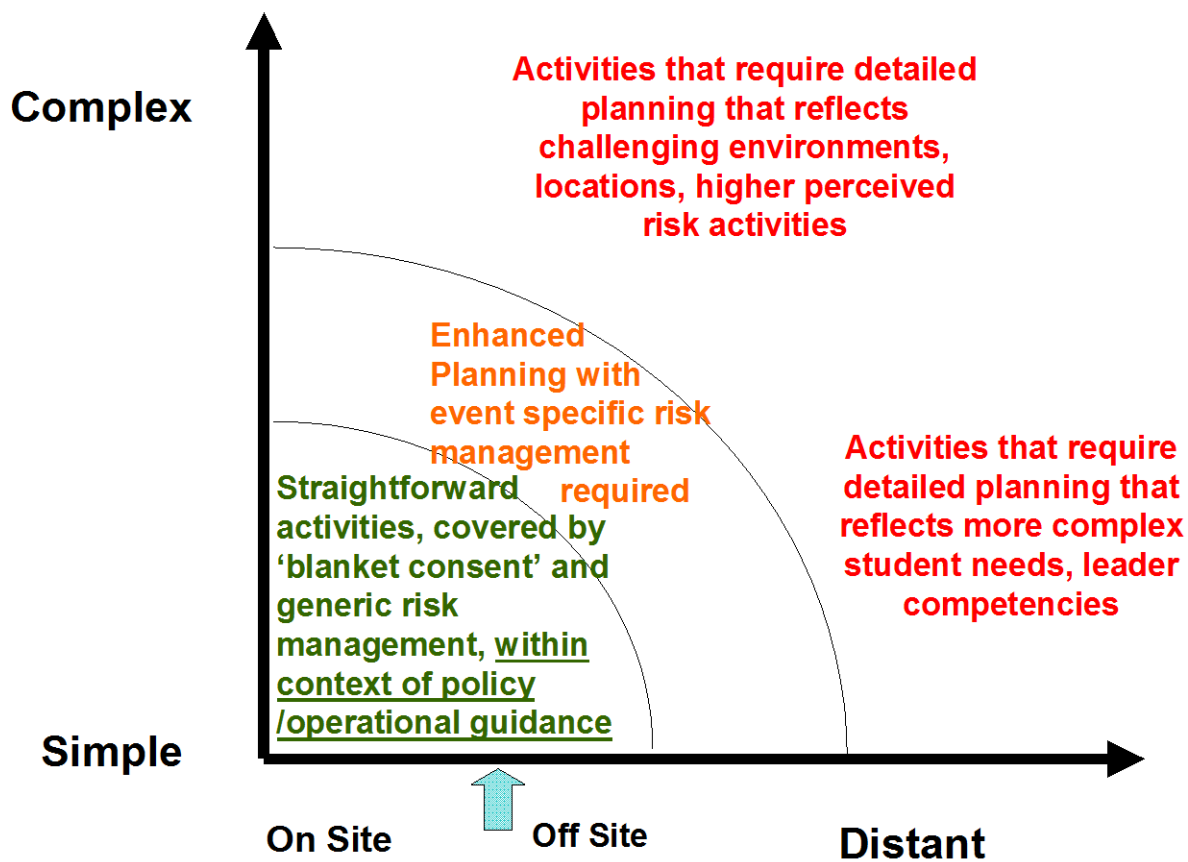 Complex
Activities that require detailed
planning that reflects
challenging environments,
locations, higher perceived
risk activities
Enhanced
Planning with
event specific risk
management
required
Activities that require
detailed planning that
reflects more complex
student needs, leader
competencies
Straightforward
activities, covered by
‘blanket consent’ and
generic risk
management, within
context of policy
/operational guidance
Simple
On Site
Off Site
Distant